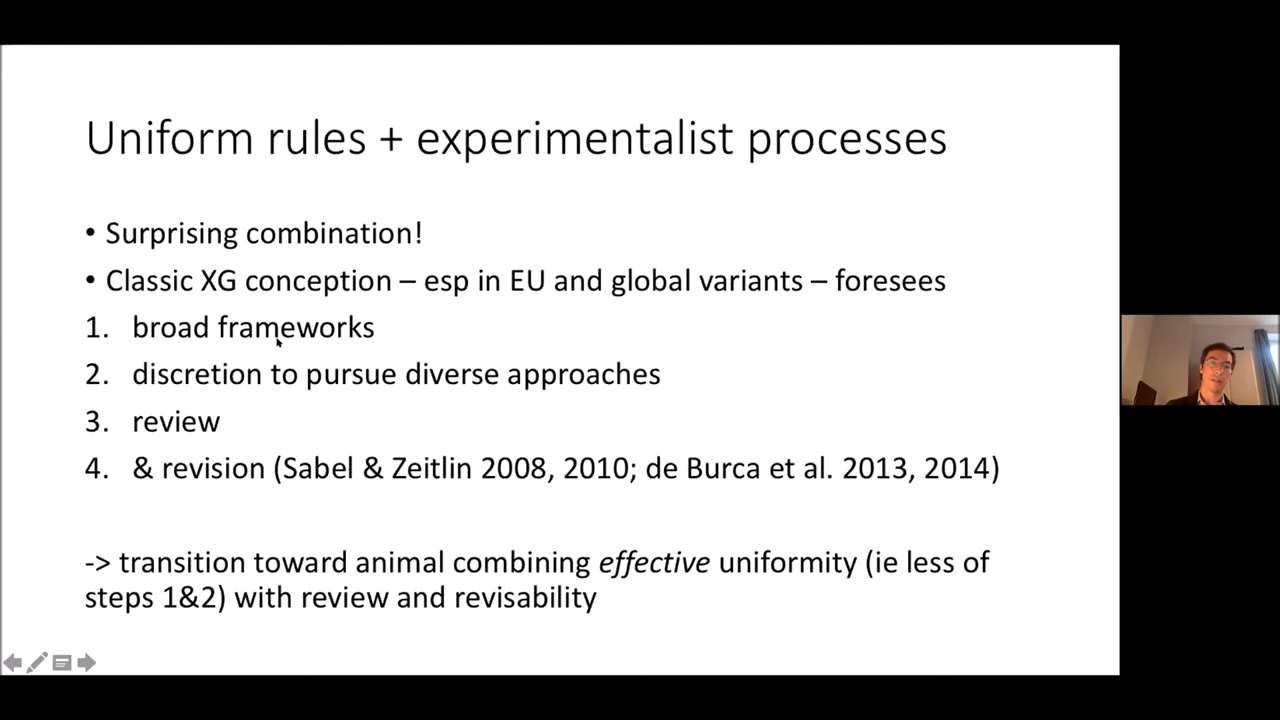 Uniform rules + experimentalist processes
• Surprising combination!
• Classic XG conception – esp in EU and global variants – foresees
1. broad frameworks
2. discretion to pursue diverse approaches
3. review
4. & revision (Sabel & Zeitlin 2008, 2010; de Burca et al. 2013, 2014)
-> transition toward animal combining effective uniformity (ie less of
steps 1&2) with review and revisability